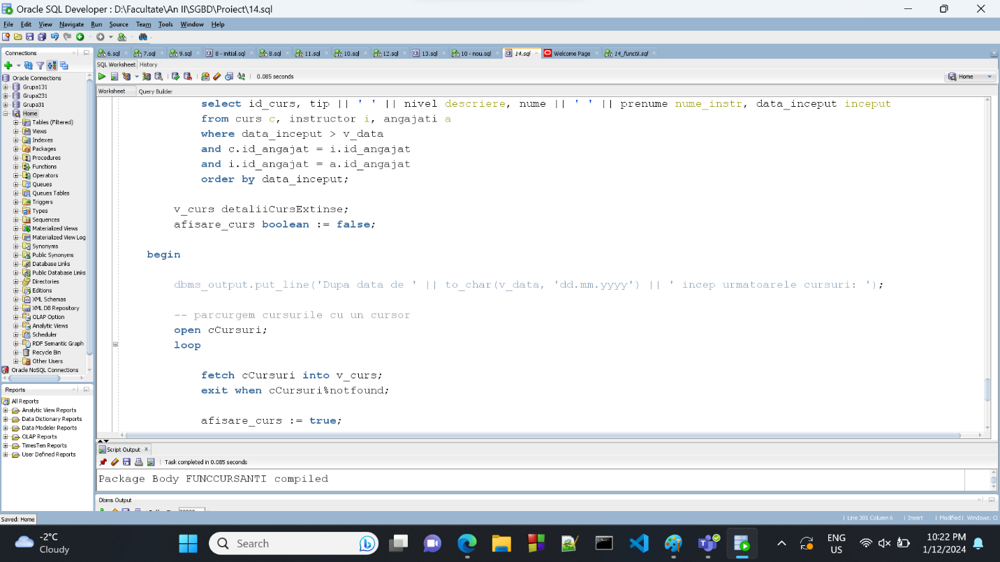 Oracle SQL Developer : D:\Facultate\An II\SGBD\Proiect\14.sql
File Edit View Navigate Run Source Team Tools Window Help
Connections
6.sql 7.sql 9.sql 8 - initial.sql 8.sql 11.sql 10.sql 12.sql 13.sql 10 - nou.sql 14.sql Welcome Page 14_functii.sql
SQL Worksheet History
0.085 seconds
Home
Worksheet Query Builder
Oracle Connections
Grupa131
Grupa231
Grupa31
Home
Tables (Filtered)
Views
Indexes
Packages
Procedures
Functions
Operators
Queues
Queues Tables
Triggers
Types
Sequences
Materialized Views
Materialized View Log
Synonyms
Public Synonyms
Database Links
Public Database Links
Directories
Editions
XML Schemas
XML DB Repository
OLAP Option
Analytic Views
Scheduler
RDF Semantic Graph
Recycle Bin
Other Users
Oracle NoSQL Connections
select id_curs, tip || ' ' || nivel descriere, nume || ' ' || prenume nume_instr, data_inceput inceput
from curs c, instructor i, angajati a
where data_inceput > v_data
and c.id_angajat = i.id_angajat
and i.id_angajat = a.id_angajat
order by data_inceput;
v_curs detaliiCursExtinse;
afisare_curs boolean := false;
begin
dbms_output.put_line('Dupa data de ' || to_char(v_data, 'dd.mm.yyyy') || ' incep urmatoarele cursuri: ');
-- parcurgem cursurile cu un cursor
open cCursuri;
loop
fetch cCursuri into v_curs;
exit when cCursuri%notfound;
afisare_curs := true;
Reports
All Reports
Analytic View Reports
Data Dictionary Reports
Data Modeler Reports
OLAP Reports
TimesTen Reports
User Defined Reports
Script Output
Task completed in 0.085 seconds
Package Body FUNCCURSANTI compiled
Dbms Output
Saved: Home
Line 301 Column 6 Insert Modified Windows: Cl
-2°C
Cloudy
Search
ENG
US
10:22 PM
1/12/2024